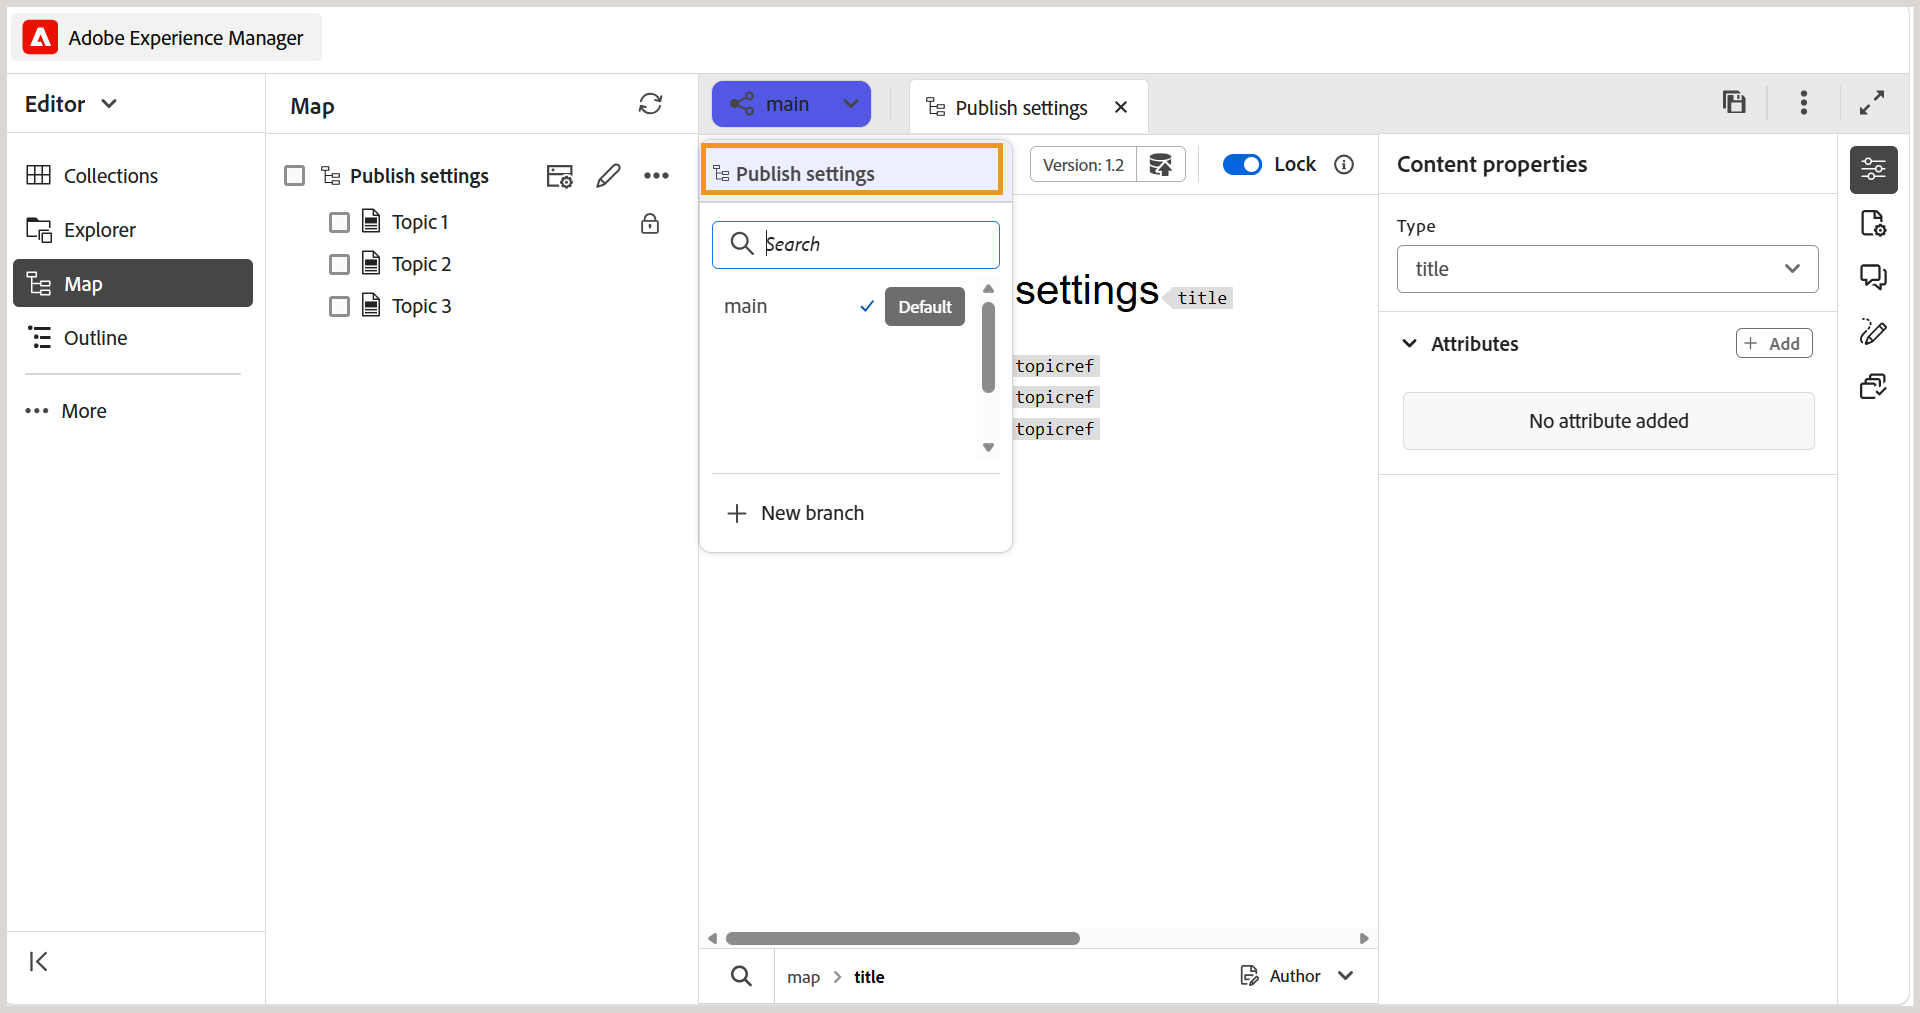 Adobe Experience Manager
Editor
Collections
Explorer
Map
Outline
More
Map
Publish settings
Topic 1
Topic 2
Topic 3
main
Publish settings
Publish settings
Search
main
Default
New branch
Version: 1.2
Lock
settings title
topicref
topicref
topicref
map > title
Author
Content properties
Type
title
Attributes
+ Add
No attribute added